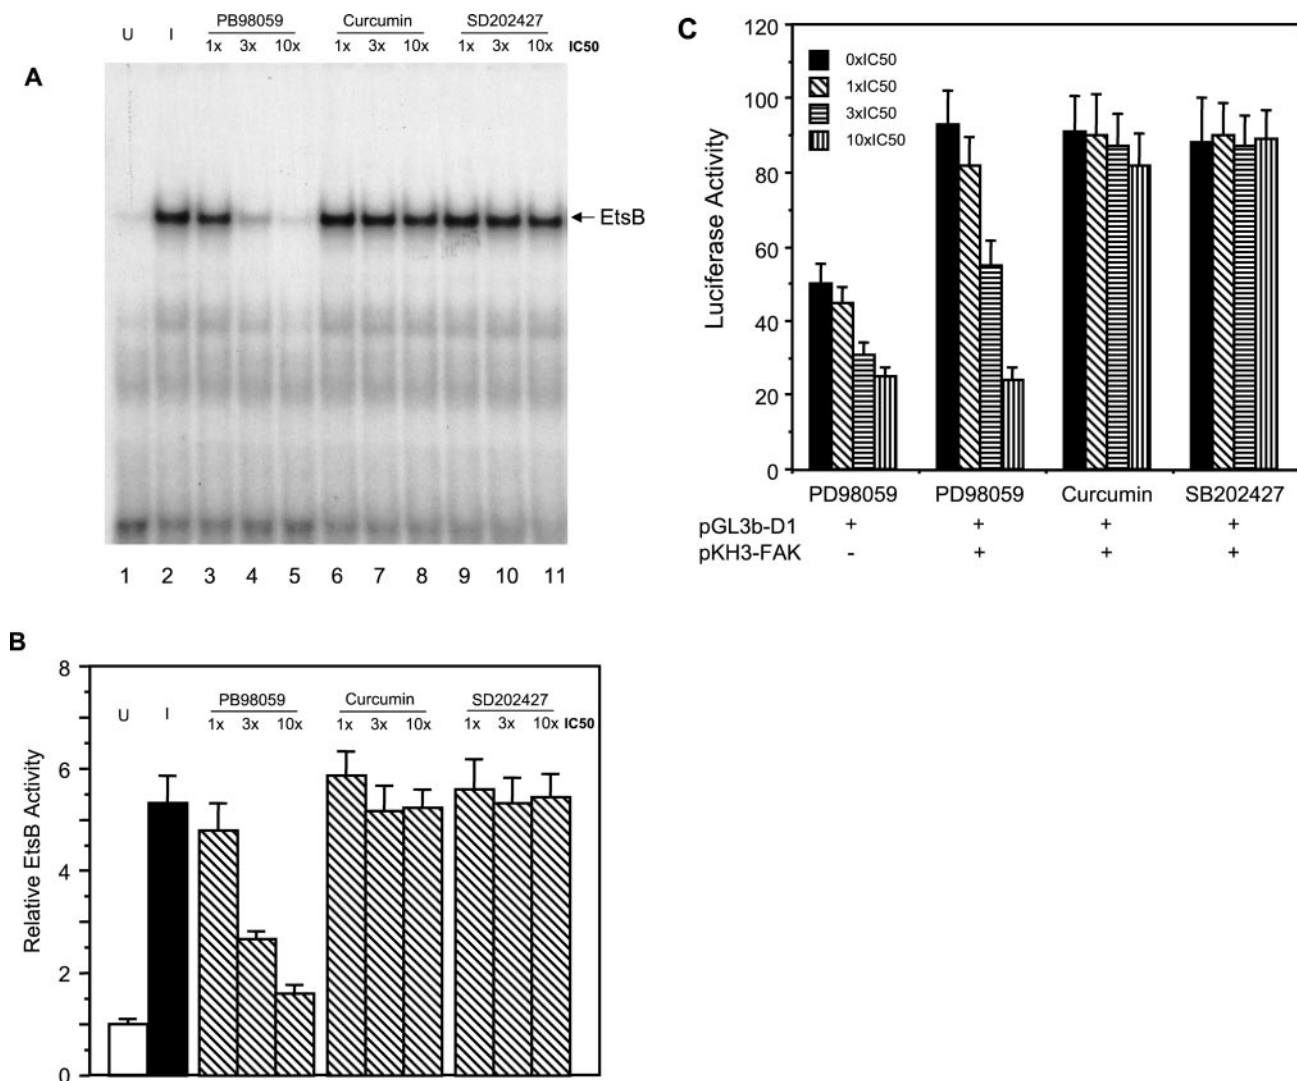 A
U I PB98059 Curcumin SD202427
1x 3x 10x 1x 3x 10x 1x 3x 10x IC50
EtsB
1 2 3 4 5 6 7 8 9 10 11
B
Relative EtsB Activity
8
6
4
2
0
U I PB98059 Curcumin SD202427
1x 3x 10x 1x 3x 10x 1x 3x 10x IC50
C
Luciferase Activity
120
100
80
60
40
20
0
0xIC50
1xIC50
3xIC50
10xIC50
PD98059 PD98059 Curcumin SB202427
pGL3b-D1 + + + +
pKH3-FAK - + + +